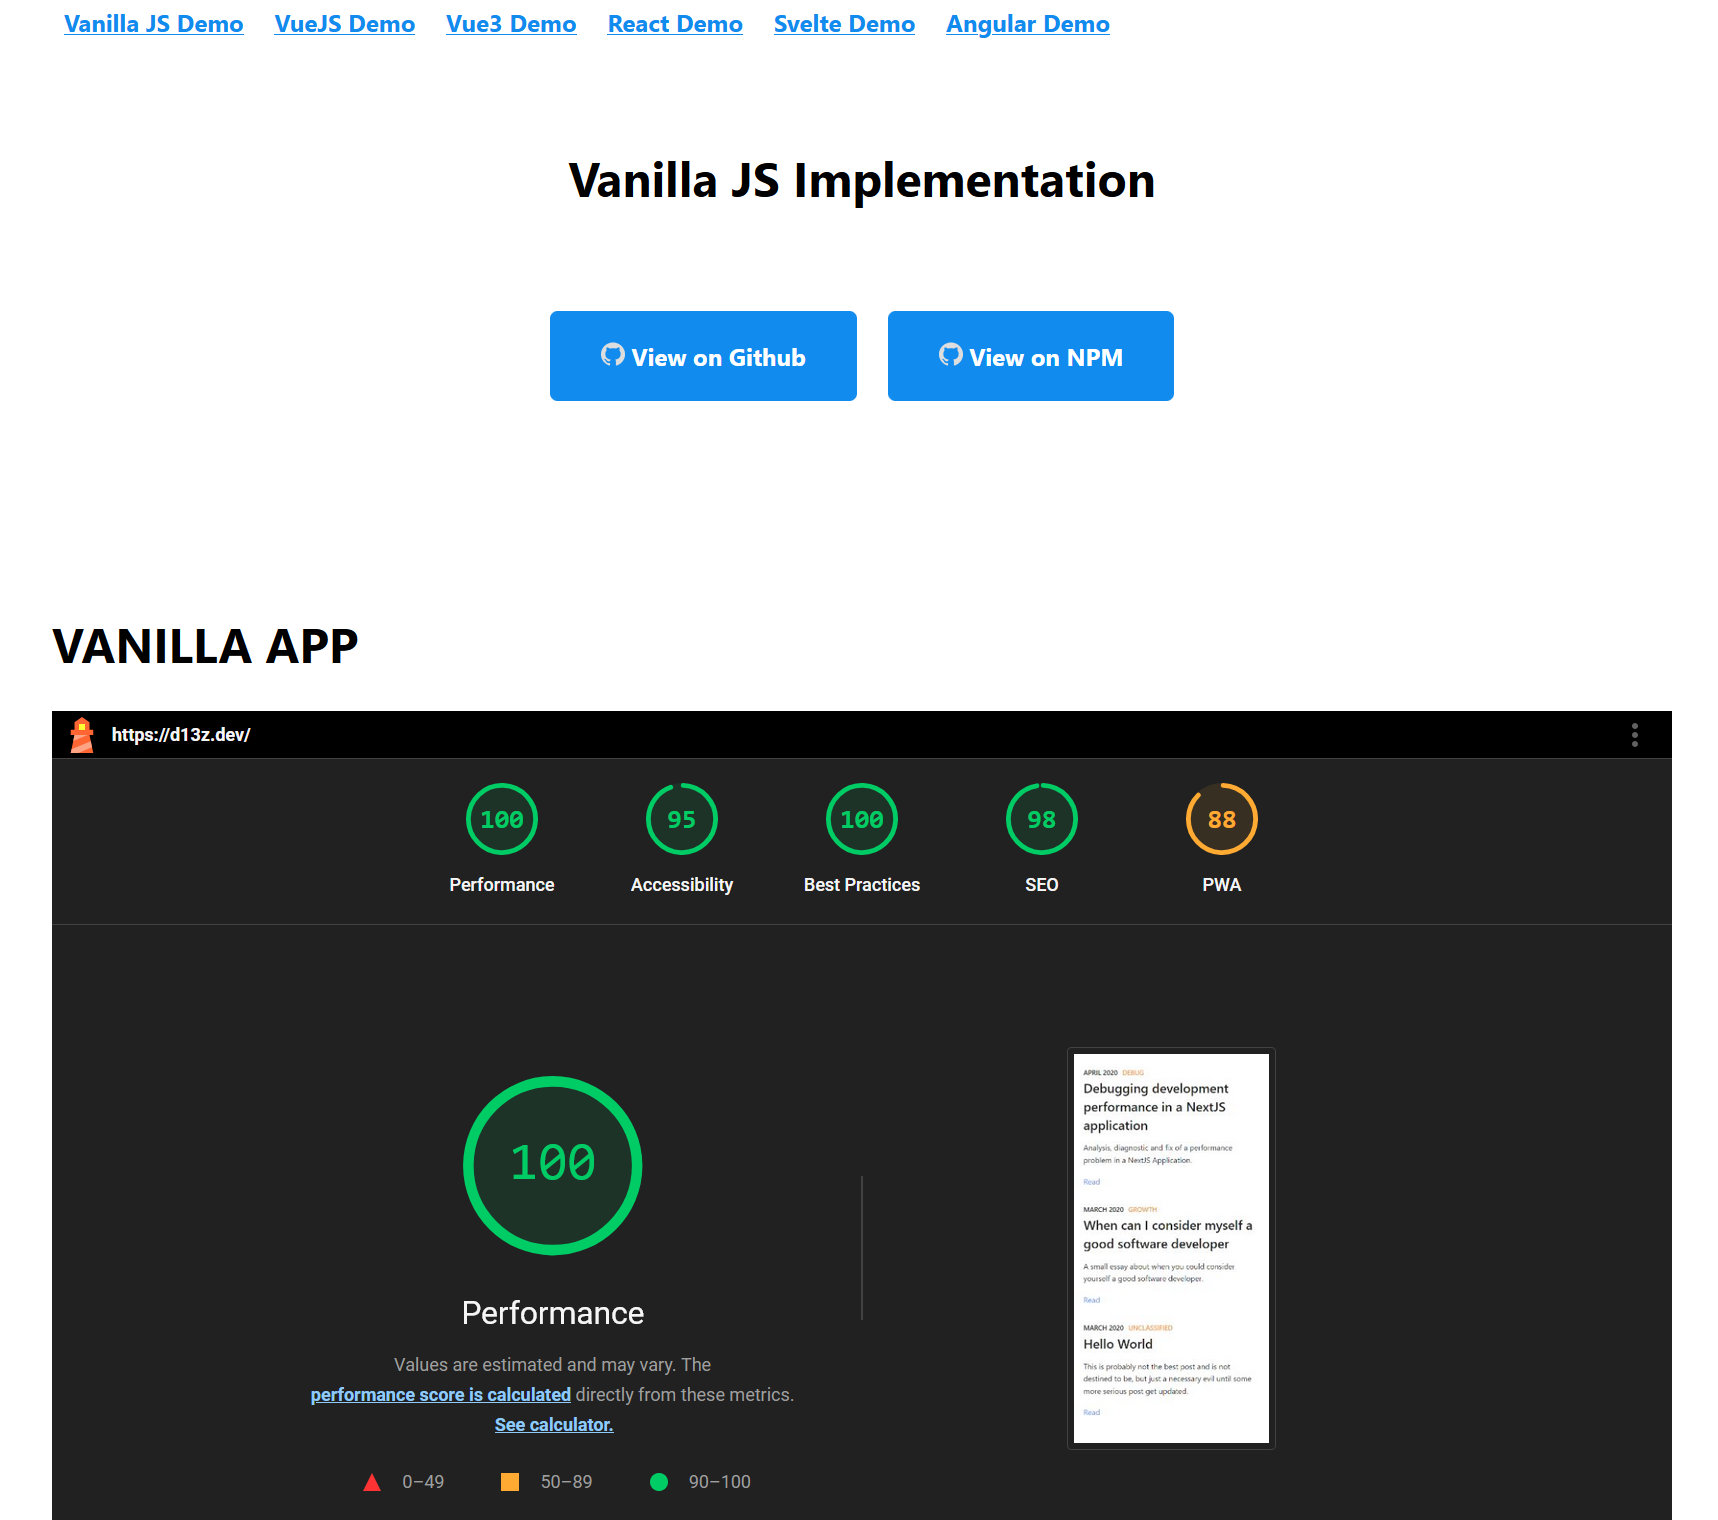 Vanilla JS Demo VueJS Demo Vue3 Demo React Demo Svelte Demo Angular Demo
Vanilla JS Implementation
View on Github View on NPM
VANILLA APP
https://d13z.dev/
100 95 100 98 88
Performance Accessibility Best Practices SEO PWA
100
Performance
Values are estimated and may vary. The
performance score is calculated directly from these metrics.
See calculator.
0–49 50–89 90–100
APRIL 2020 DEBUG
Debugging development
performance in a NextJS
application
Analysis, diagnostic and fix of a performance
problem in a NextJS Application.
Read
MARCH 2020 GROWTH
When can I consider myself a
good software developer
A small essay about when you could consider
yourself a good software developer.
Read
MARCH 2020 UNCLASSIFIED
Hello World
This is probably not the best post and is not
destined to be, but just a necessary evil until some
more serious post get updated.
Read